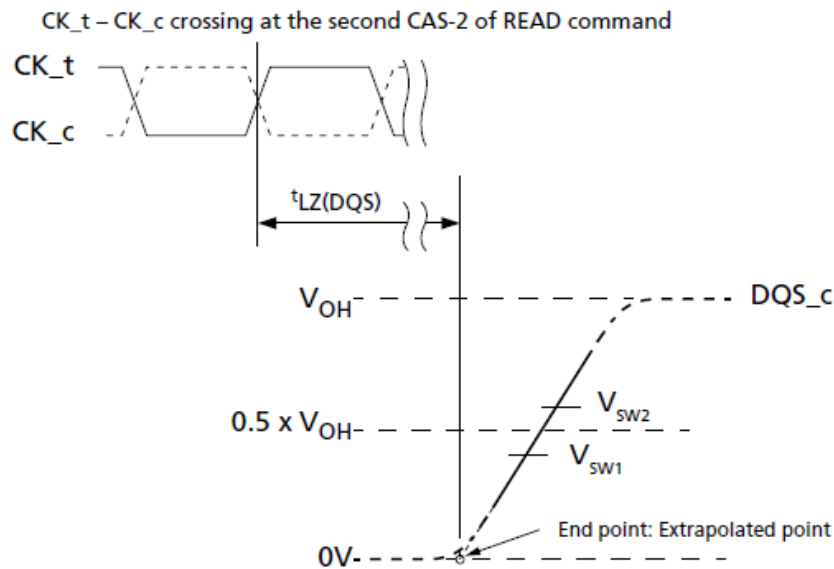 CK_t – CK_c crossing at the second CAS-2 of READ command
CK_t
CK_c
tLZ(DQS)
VOH
DQS_c
VSW2
0.5 x VOH
VSW1
End point: Extrapolated point
0V